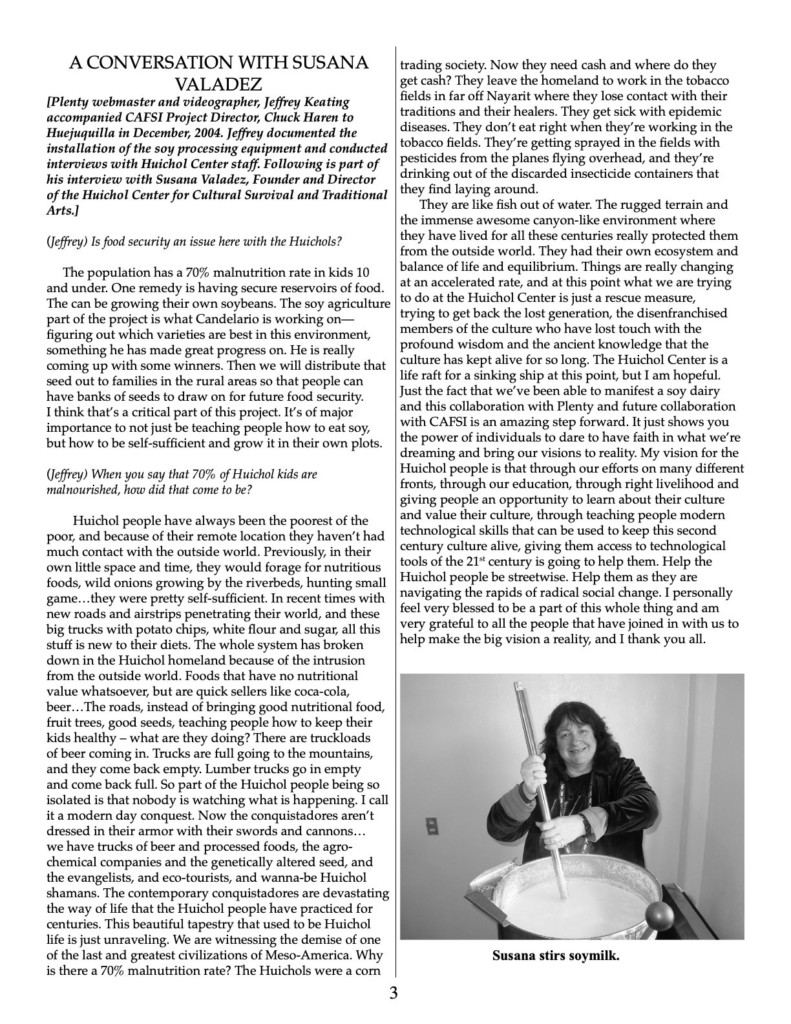 A CONVERSATION WITH SUSANA
VALADEZ
[Plenty webmaster and videographer, Jeffrey Keating
accompanied CAFSI Project Director, Chuck Haren to
Huejuquilla in December, 2004. Jeffrey documented the
installation of the soy processing equipment and conducted
interviews with Huichol Center staff. Following is part of
his interview with Susana Valadez, Founder and Director
of the Huichol Center for Cultural Survival and Traditional
Arts.]
(Jeffrey) Is food security an issue here with the Huichols?
The population has a 70% malnutrition rate in kids 10
and under. One remedy is having secure reservoirs of food.
The can be growing their own soybeans. The soy agriculture
part of the project is what Candelario is working on—
figuring out which varieties are best in this environment,
something he has made great progress on. He is really
coming up with some winners. Then we will distribute that
seed out to families in the rural areas so that people can
have banks of seeds to draw on for future food security.
I think that's a critical part of this project. It's of major
importance to not just be teaching people how to eat soy,
but how to be self-sufficient and grow it in their own plots.
(Jeffrey) When you say that 70% of Huichol kids are
malnourished, how did that come to be?
Huichol people have always been the poorest of the
poor, and because of their remote location they haven't had
much contact with the outside world. Previously, in their
own little space and time, they would forage for nutritious
foods, wild onions growing by the riverbeds, hunting small
game…they were pretty self-sufficient. In recent times with
new roads and airstrips penetrating their world, and these
big trucks with potato chips, white flour and sugar, all this
stuff is new to their diets. The whole system has broken
down in the Huichol homeland because of the intrusion
from the outside world. Foods that have no nutritional
value whatsoever, but are quick sellers like coca-cola,
beer…The roads, instead of bringing good nutritional food,
fruit trees, good seeds, teaching people how to keep their
kids healthy – what are they doing? There are truckloads
of beer coming in. Trucks are full going to the mountains,
and they come back empty. Lumber trucks go in empty
and come back full. So part of the Huichol people being so
isolated is that nobody is watching what is happening. I call
it a modern day conquest. Now the conquistadores aren't
dressed in their armor with their swords and cannons…
we have trucks of beer and processed foods, the agro-
chemical companies and the genetically altered seed, and
the evangelists, and eco-tourists, and wanna-be Huichol
shamans. The contemporary conquistadores are devastating
the way of life that the Huichol people have practiced for
centuries. This beautiful tapestry that used to be Huichol
life is just unraveling. We are witnessing the demise of one
of the last and greatest civilizations of Meso-America. Why
is there a 70% malnutrition rate? The Huichols were a corn
trading society. Now they need cash and where do they
get cash? They leave the homeland to work in the tobacco
fields in far off Nayarit where they lose contact with their
traditions and their healers. They get sick with epidemic
diseases. They don't eat right when they're working in the
tobacco fields. They're getting sprayed in the fields with
pesticides from the planes flying overhead, and they're
drinking out of the discarded insecticide containers that
they find laying around.
They are like fish out of water. The rugged terrain and
the immense awesome canyon-like environment where
they have lived for all these centuries really protected them
from the outside world. They had their own ecosystem and
balance of life and equilibrium. Things are really changing
at an accelerated rate, and at this point what we are trying
to do at the Huichol Center is just a rescue measure,
trying to get back the lost generation, the disenfranchised
members of the culture who have lost touch with the
profound wisdom and the ancient knowledge that the
culture has kept alive for so long. The Huichol Center is a
life raft for a sinking ship at this point, but I am hopeful.
Just the fact that we've been able to manifest a soy dairy
and this collaboration with Plenty and future collaboration
with CAFSI is an amazing step forward. It just shows you
the power of individuals to dare to have faith in what we're
dreaming and bring our visions to reality. My vision for the
Huichol people is that through our efforts on many different
fronts, through our education, through right livelihood and
giving people an opportunity to learn about their culture
and value their culture, through teaching people modern
technological skills that can be used to keep this second
century culture alive, giving them access to technological
tools of the 21st century is going to help them. Help the
Huichol people be streetwise. Help them as they are
navigating the rapids of radical social change. I personally
feel very blessed to be a part of this whole thing and am
very grateful to all the people that have joined in with us to
help make the big vision a reality, and I thank you all.
Susana stirs soymilk.
3